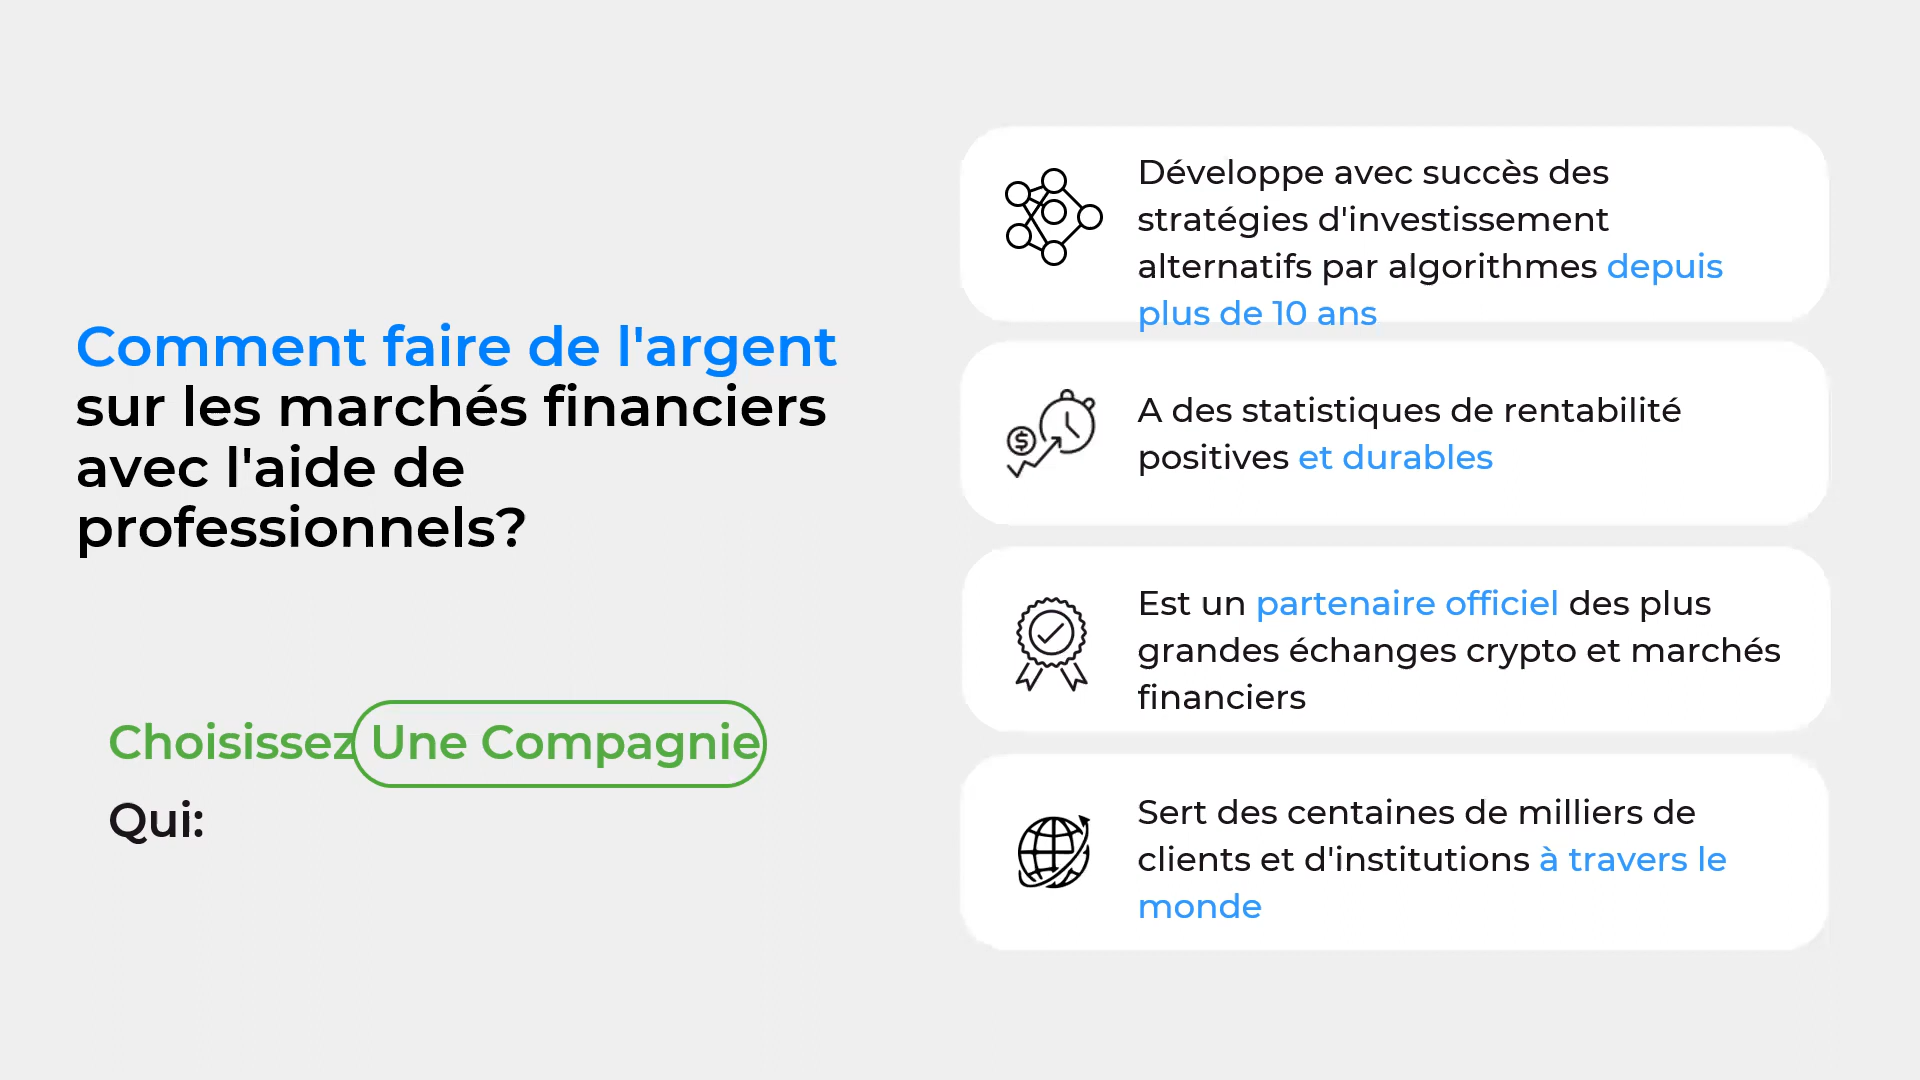 Comment faire de l'argent
sur les marchés financiers
avec l'aide de
professionnels?
Choisissez Une Compagnie
Qui:
Développe avec succès des
stratégies d'investissement
alternatifs par algorithmes depuis
plus de 10 ans
A des statistiques de rentabilité
positives et durables
Est un partenaire officiel des plus
grandes échanges crypto et marchés
financiers
Sert des centaines de milliers de
clients et d'institutions à travers le
monde